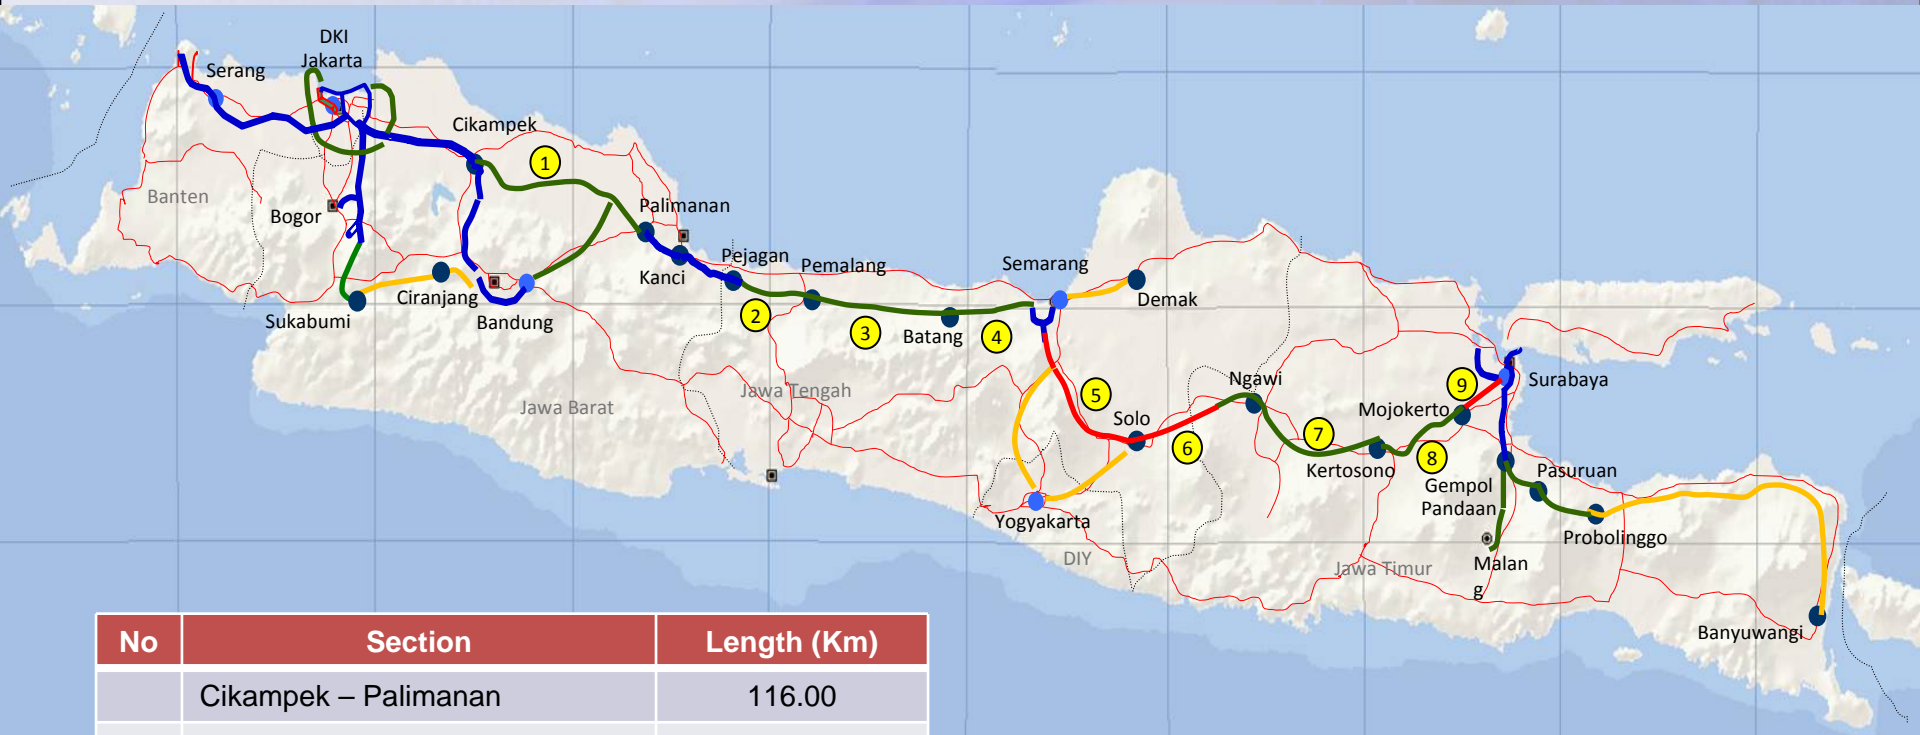 DKI
Jakarta
Serang
Cikampek
1
Banten
Bogor
Palimanan
Kanci
Pejagan
Pemalang
Semarang
Demak
Ciranjang
Sukabumi
Bandung
2
3
Batang
4
Jawa Barat
Jawa Tengah
5
Solo
6
Ngawi
7
Kertosono
Mojokerto
8
9
Surabaya
Gempol
Pandaan
Pasuruan
Probolinggo
Yogyakarta
DIY
Jawa Timur
Malan
g
Banyuwangi
No Section Length (Km)
Cikampek – Palimanan 116.00